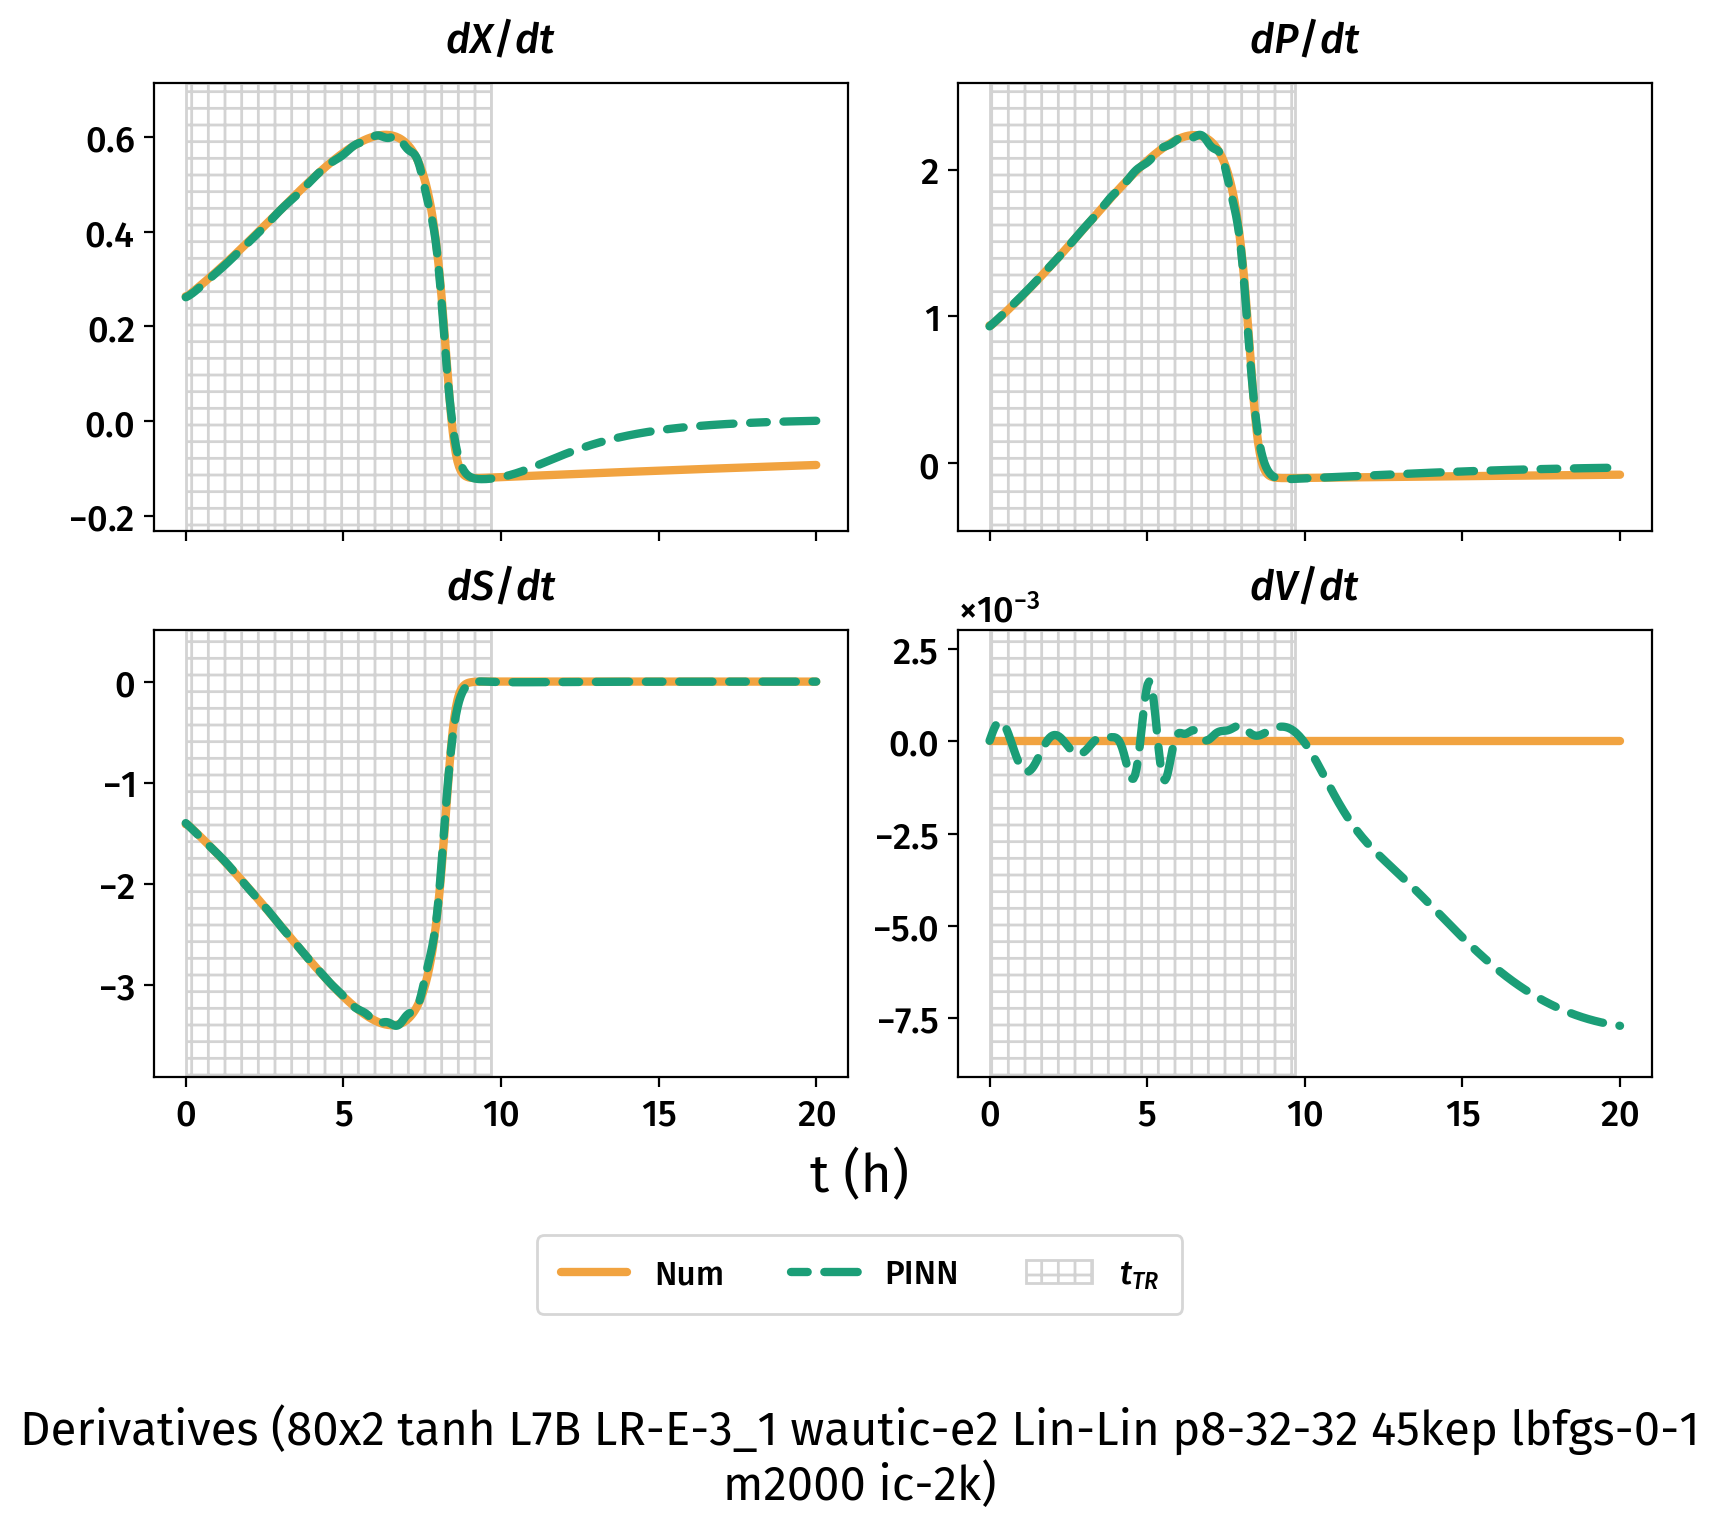 dX/dt
dP/dt
0.6
0.4
0.2
0.0
−0.2
2
1
0
dS/dt
dV/dt
×10⁻³
0
−1
−2
−3
2.5
0.0
−2.5
−5.0
−7.5
0 5 10 15 20
0 5 10 15 20
t (h)
Num PINN t_TR
Derivatives (80x2 tanh L7B LR-E-3_1 wautic-e2 Lin-Lin p8-32-32 45kep lbfgs-0-1
m2000 ic-2k)